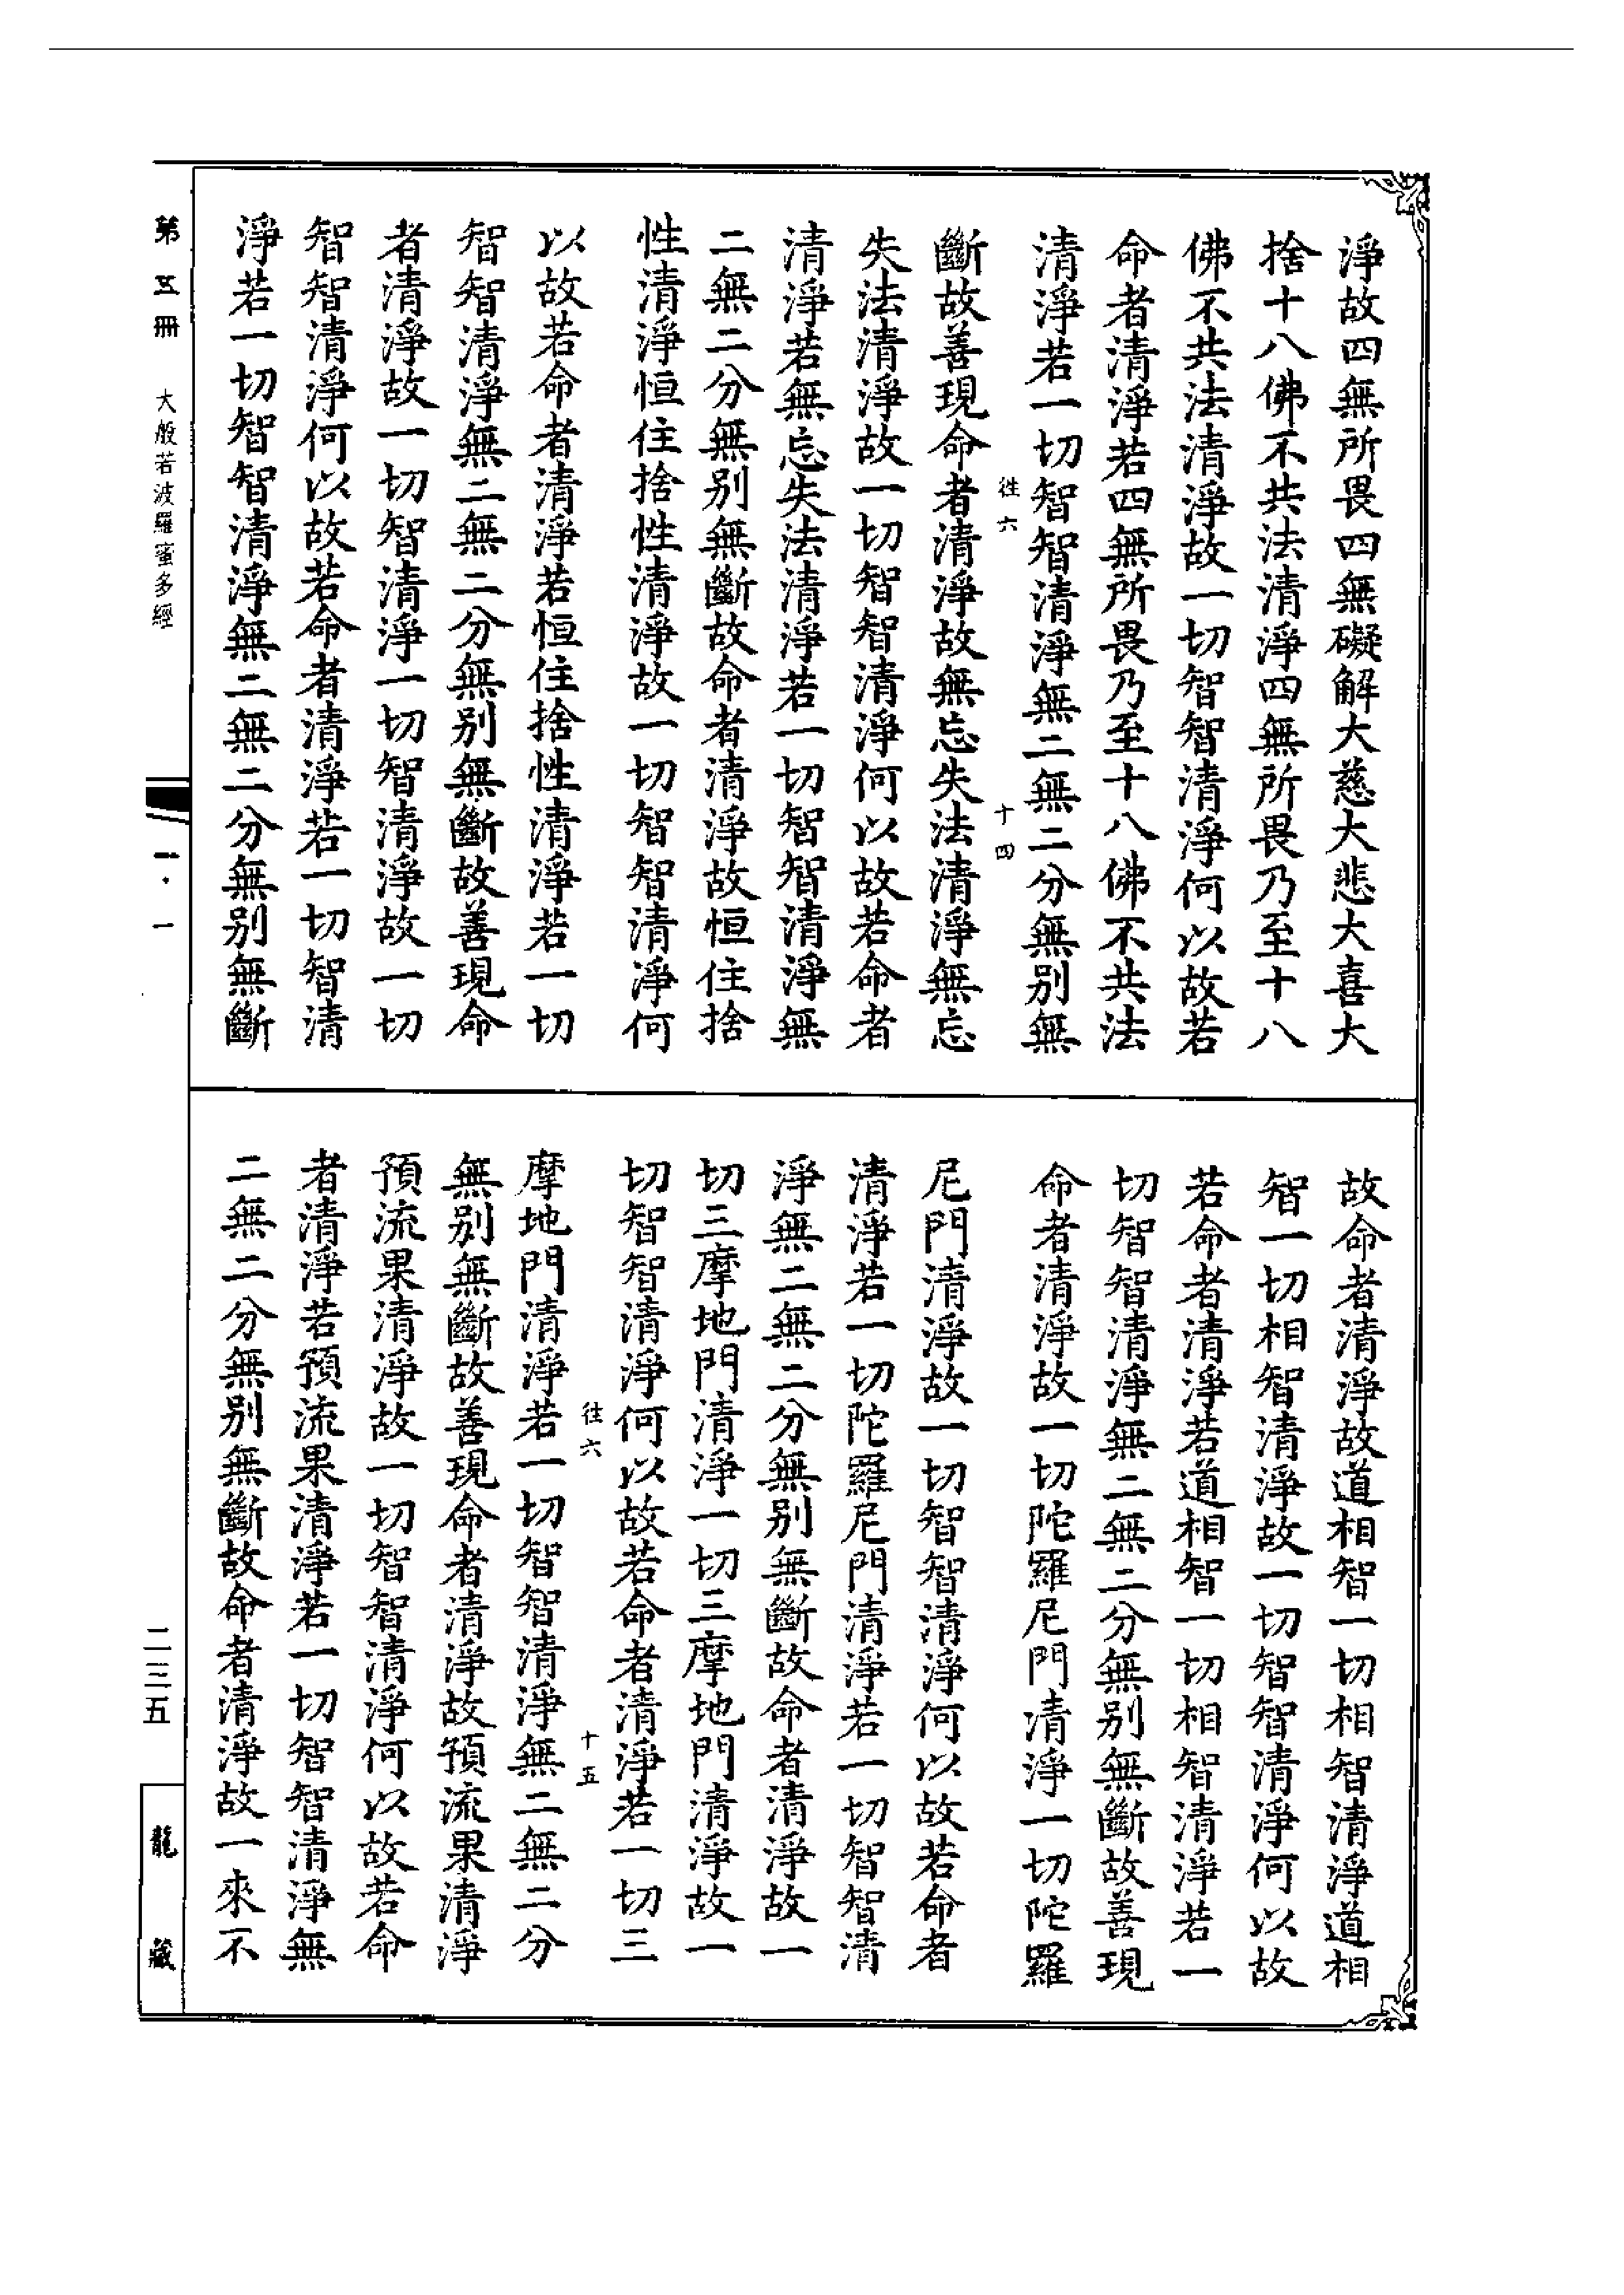 淨故四無所畏四無礙解大慈大悲大喜大
捨十八佛不共法清淨四無所畏乃至十八
佛不共法清淨故一切智智清淨何以故若
命者清淨若四無所畏乃至十八佛不共法
清淨若一切智智清淨無二無二分無別無
徃六
十四
斷故善現命者清淨故無忘失法清淨無忘
失法清淨故一切智智清淨何以故若命者
清淨若無忘失法清淨若一切智智清淨無
二無二分無別無斷故命者清淨故恒住捨
性清淨恒住捨性清淨故一切智智清淨何
以故若命者清淨若恒住捨性清淨若一切
智智清淨無二無二分無別無斷故善現命
者清淨故一切智清淨一切智清淨故一切
智智清淨何以故若命者清淨若一切智清
淨若一切智智清淨無二無二分無別無斷
故命者清淨故道相智一切相智清淨道相
智一切相智清淨故一切智智清淨何以故
若命者清淨若道相智一切相智清淨若一
切智智清淨無二無二分無別無斷故善現
命者清淨故一切陀羅尼門清淨一切陀羅
尼門清淨故一切智智清淨何以故若命者
清淨若一切陀羅尼門清淨若一切智智清
淨無二無二分無別無斷故命者清淨故一
切三摩地門清淨一切三摩地門清淨故一
切智智清淨何以故若命者清淨若一切三
徃六
十五
摩地門清淨若一切智智清淨無二無二分
無別無斷故善現命者清淨故預流果清淨
預流果清淨故一切智智清淨何以故若命
者清淨若預流果清淨若一切智智清淨無
二無二分無別無斷故命者清淨故一來不
第五冊
大般若波羅蜜多經
一·一
二三五
龍藏